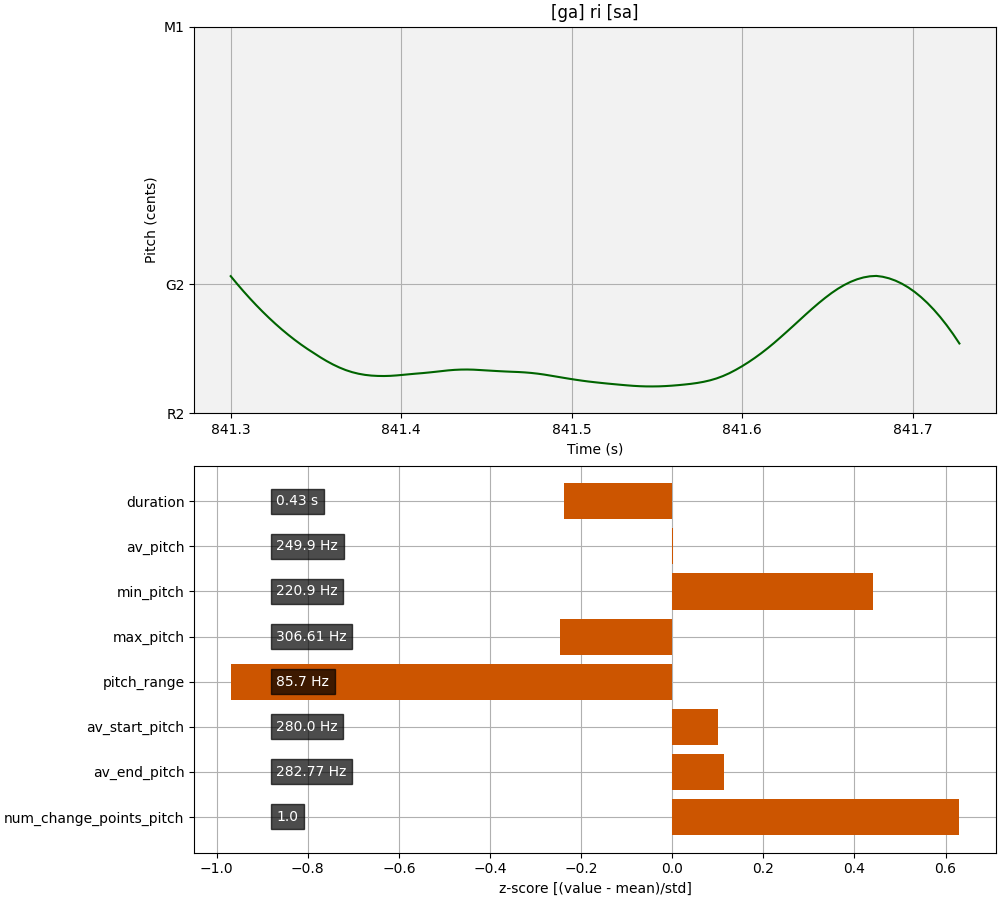 [ga] ri [sa]
M1
G2
R2
Pitch (cents)
841.3 841.4 841.5 841.6 841.7
Time (s)
duration 0.43 s
av_pitch 249.9 Hz
min_pitch 220.9 Hz
max_pitch 306.61 Hz
pitch_range 85.7 Hz
av_start_pitch 280.0 Hz
av_end_pitch 282.77 Hz
num_change_points_pitch 1.0
−1.0 −0.8 −0.6 −0.4 −0.2 0.0 0.2 0.4 0.6
z-score [(value - mean)/std]